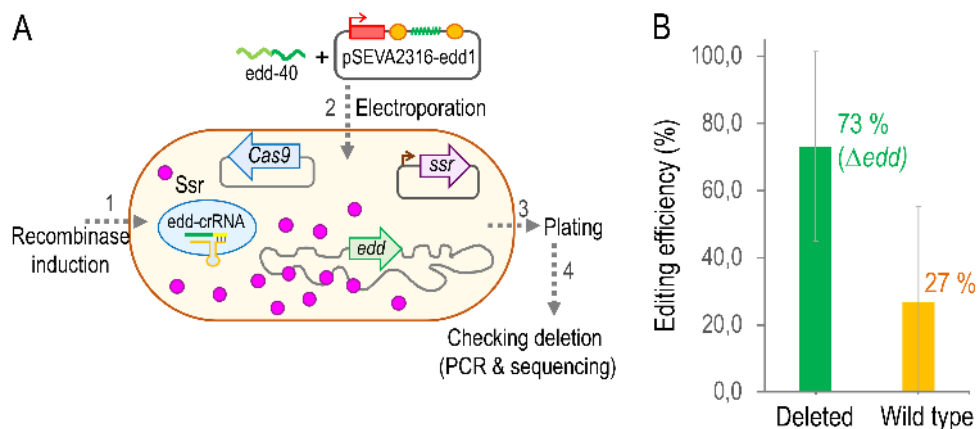 A
edd-40
+
pSEVA2316-edd1
2
Electroporation
Cas9
ssr
Ssr
1
Recombinase
induction
edd-crRNA
edd
3
Plating
4
Checking deletion
(PCR & sequencing)
B
Editing efficiency (%)
100,0
80,0
60,0
40,0
20,0
0,0
73 %
(Δedd)
27 %
Deleted
Wild type